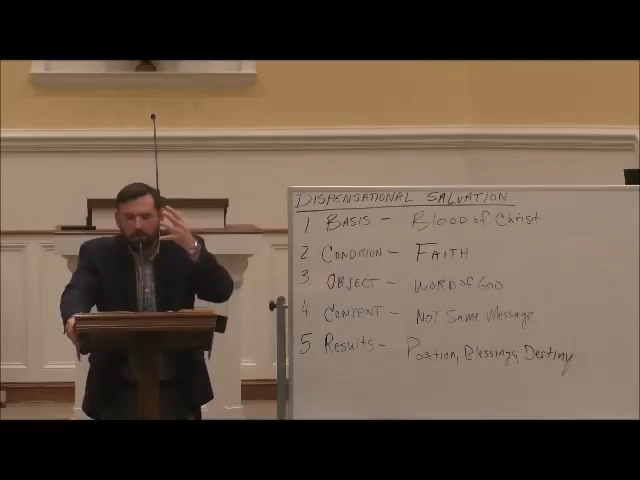 DISPENSATIONAL SALVATION
1 BASIS - Blood of Christ
2 CONDITION - FAITH
3. OBJECT - WORD OF GOD
4. CONTENT - NOT Same Message
5 Results - Position, Blessings, Destiny